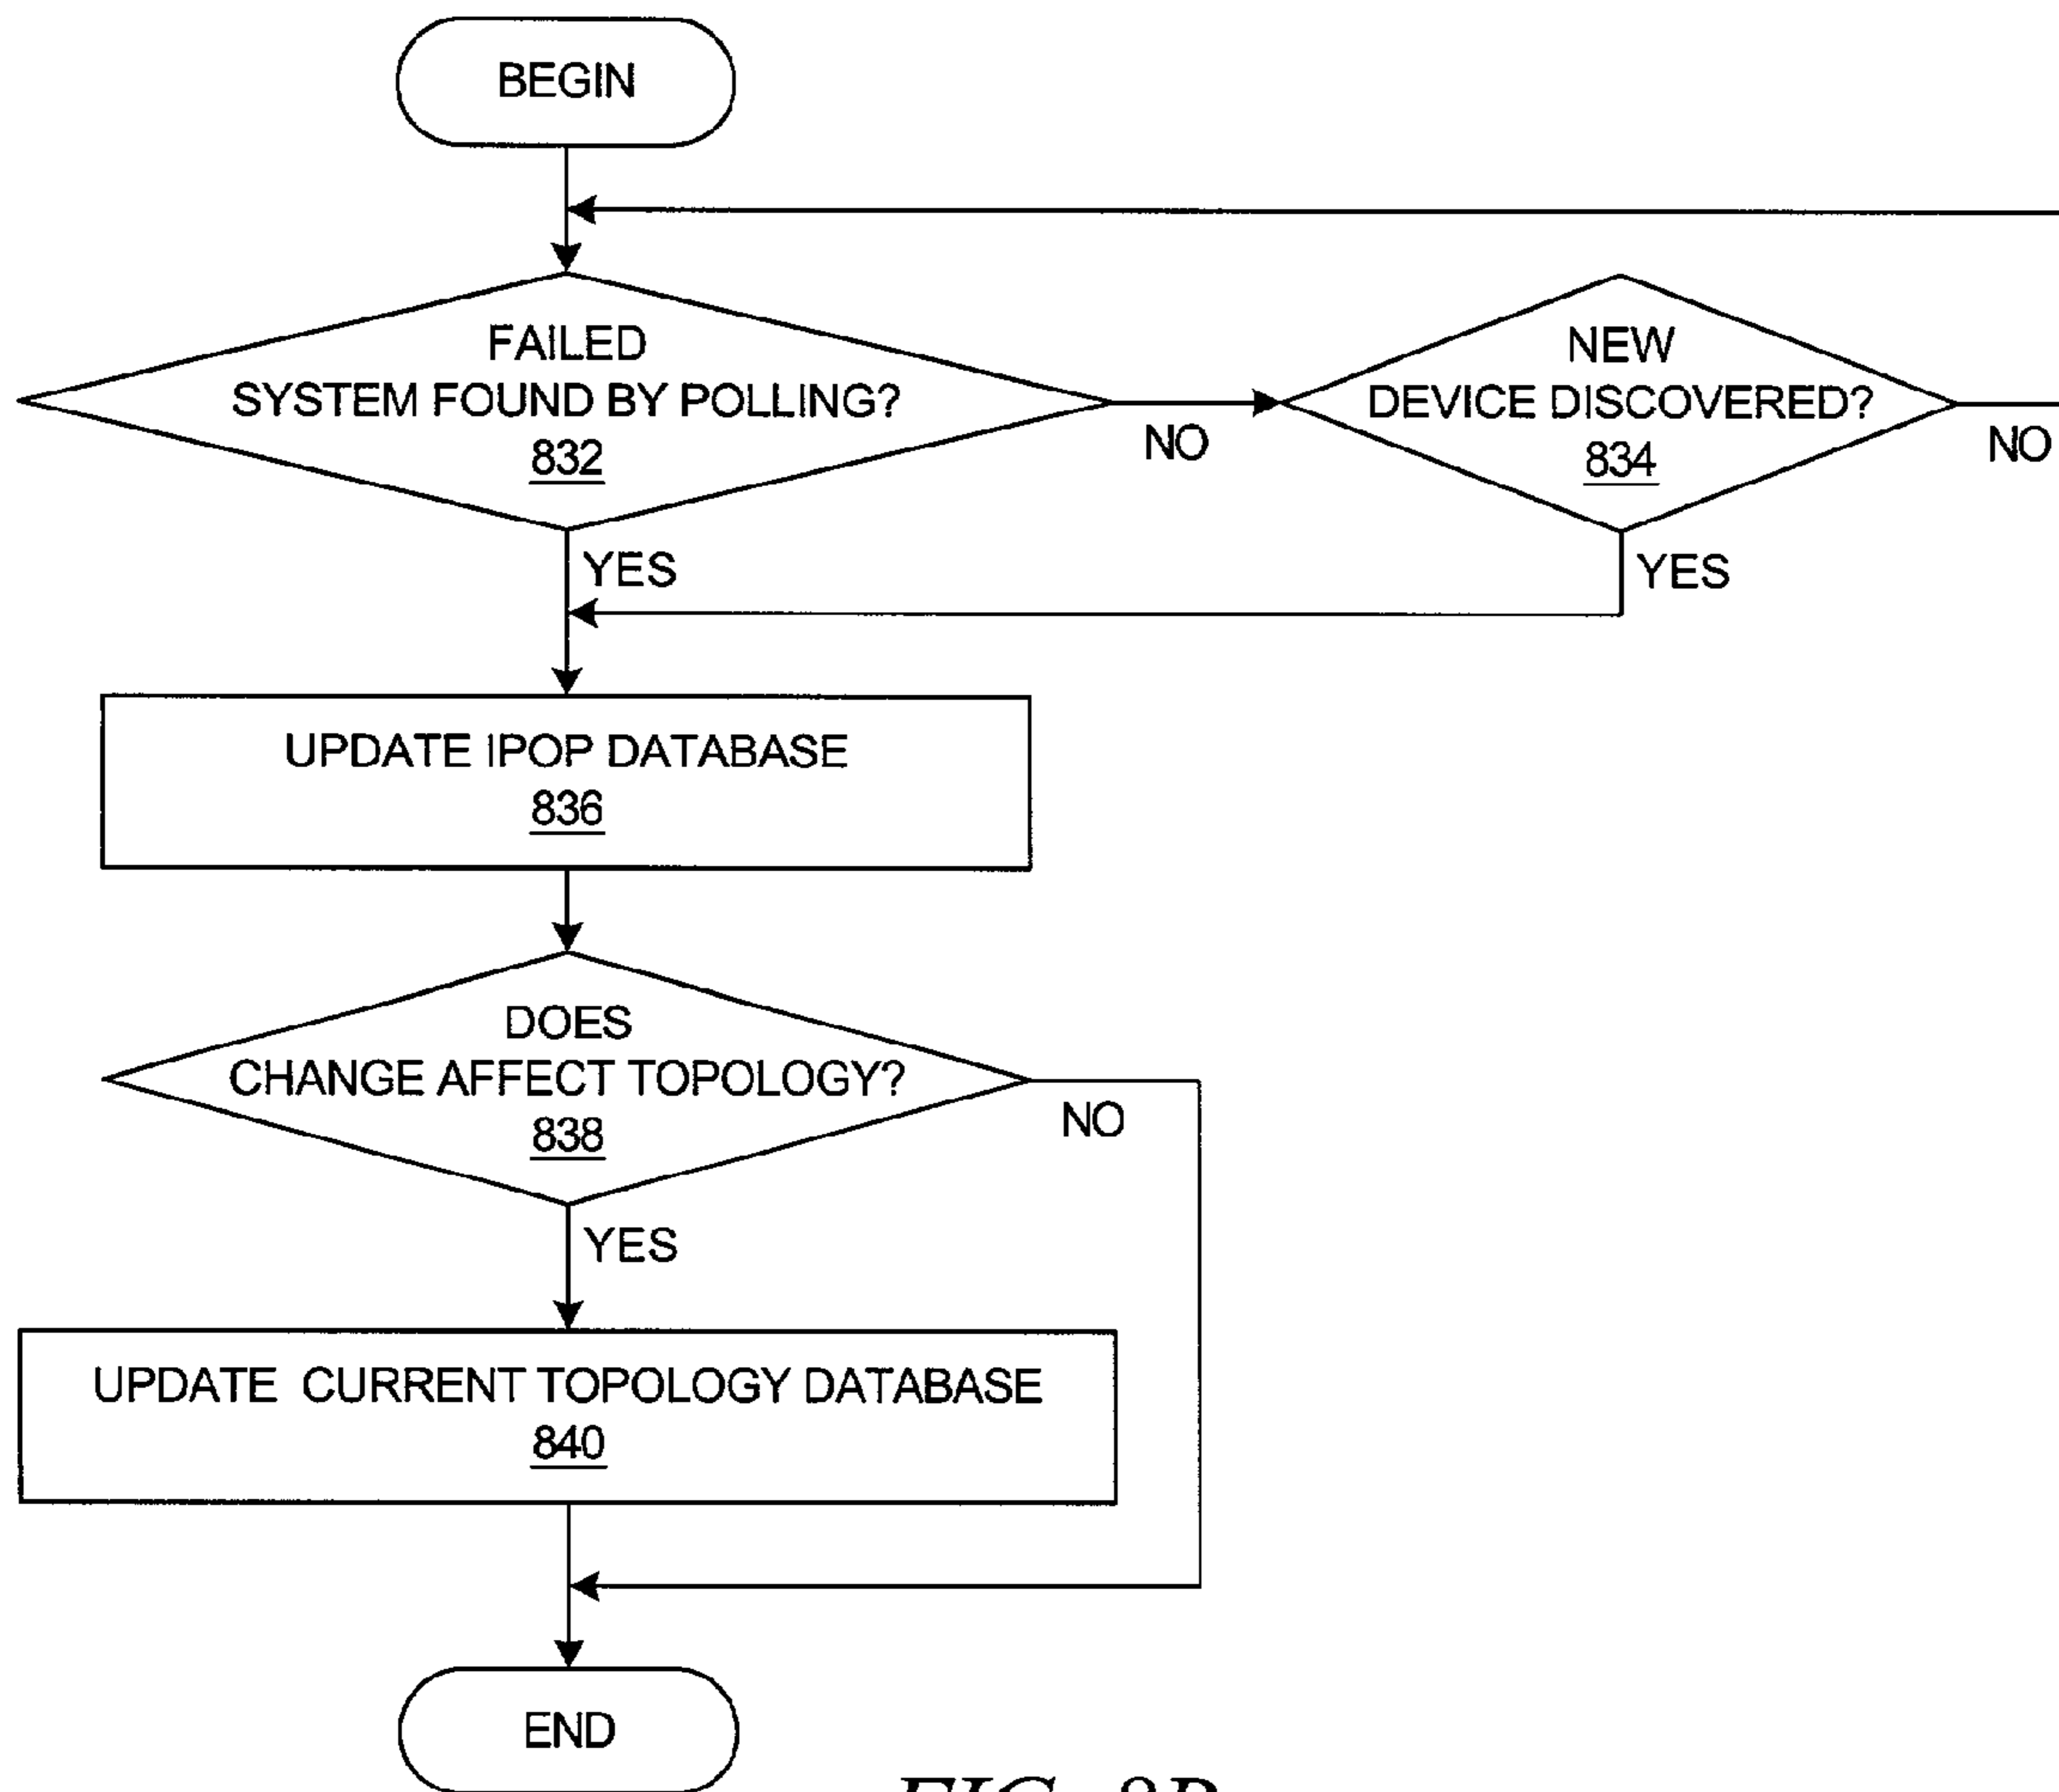 BEGIN
FAILED
SYSTEM FOUND BY POLLING?
832
NO
NEW
DEVICE DISCOVERED?
834
NO
YES
YES
UPDATE IPOP DATABASE
836
DOES
CHANGE AFFECT TOPOLOGY?
838
NO
YES
UPDATE CURRENT TOPOLOGY DATABASE
840
END